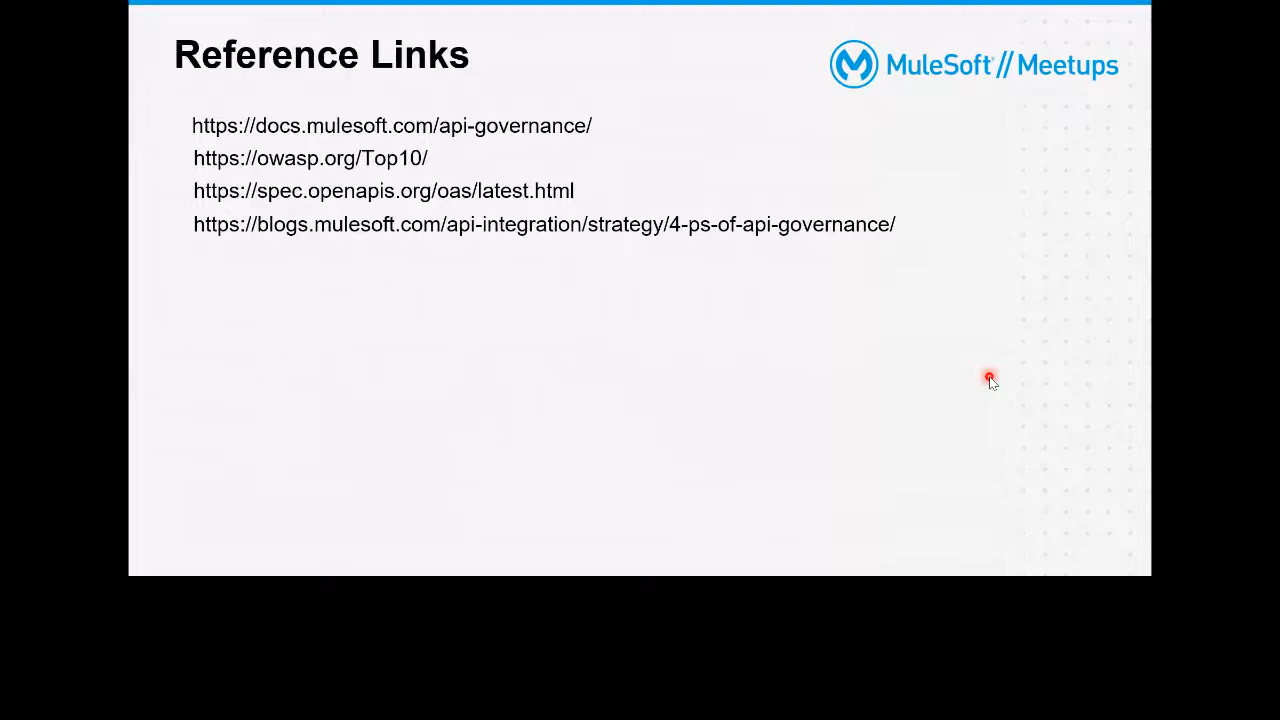 Reference Links
MuleSoft // Meetups
https://docs.mulesoft.com/api-governance/
https://owasp.org/Top10/
https://spec.openapis.org/oas/latest.html
https://blogs.mulesoft.com/api-integration/strategy/4-ps-of-api-governance/